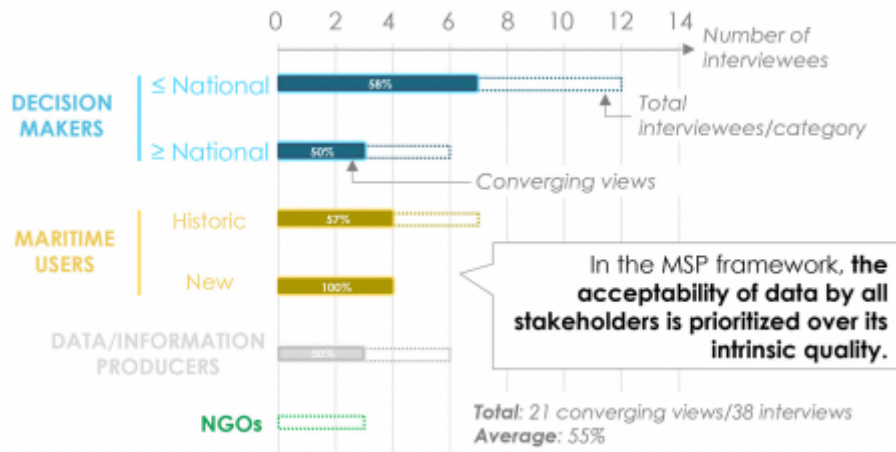 0 2 4 6 8 10 12 14
Number of
interviewees
≤ National
58%
DECISION
MAKERS
Total
interviewees/category
≥ National
50%
Converging views
Historic
57%
MARITIME
USERS
New
100%
In the MSP framework, the
acceptability of data by all
stakeholders is prioritized over its
intrinsic quality.
DATA/INFORMATION
PRODUCERS
50%
NGOs
Total: 21 converging views/38 interviews
Average: 55%